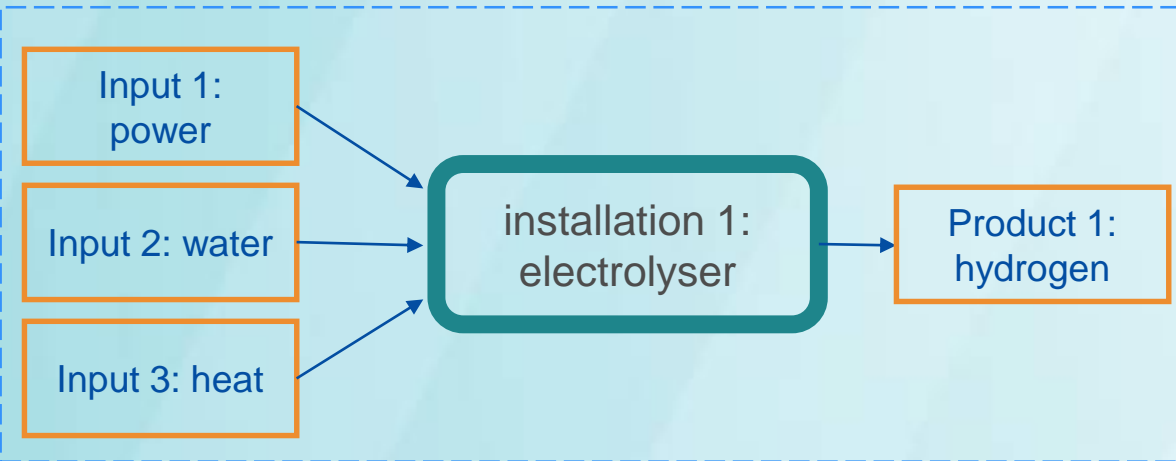 Input 1:
power
Input 2: water
Input 3: heat
installation 1:
electrolyser
Product 1:
hydrogen